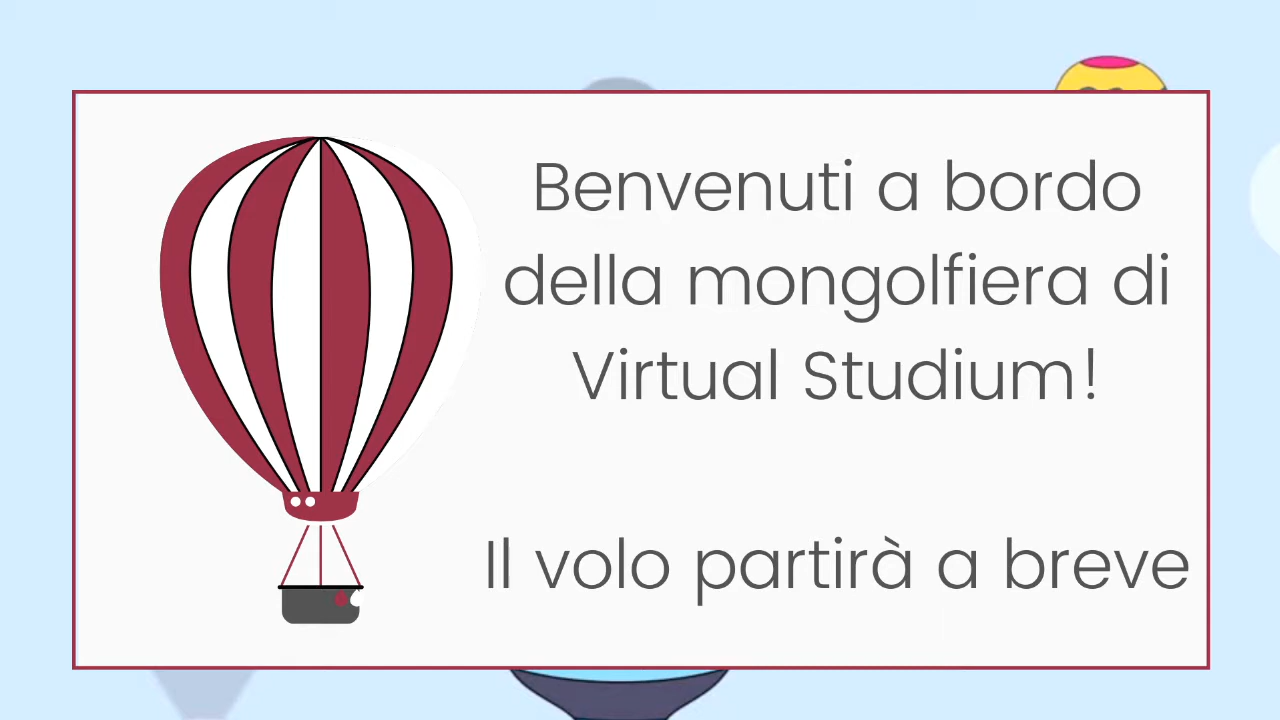 Benvenuti a bordo
della mongolfiera di
Virtual Studium!
Il volo partirà a breve